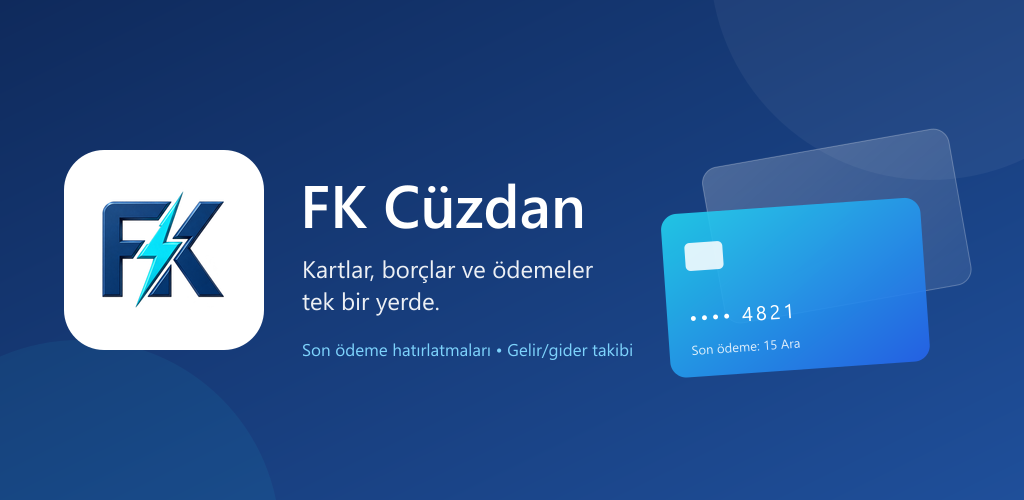 FK
FK Cüzdan
Kartlar, borçlar ve ödemeler
tek bir yerde.
Son ödeme hatırlatmaları • Gelir/gider takibi
•••• 4821
Son ödeme: 15 Ara